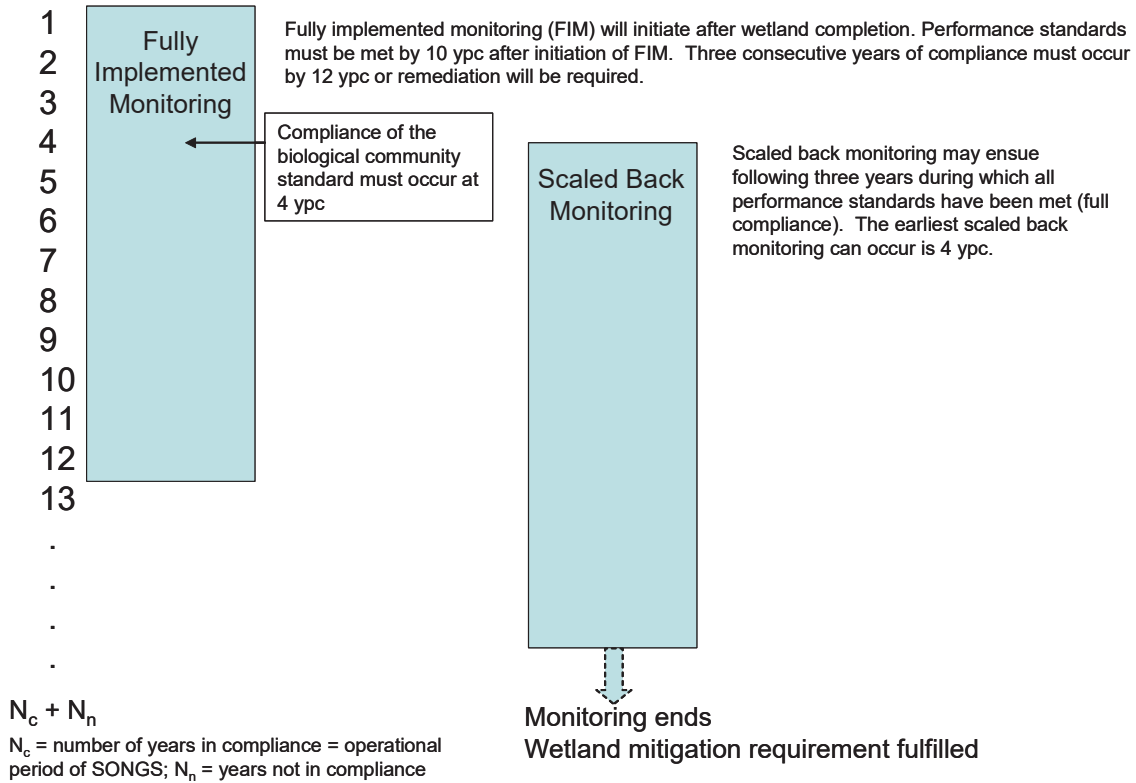 1
2
3
4
5
6
7
8
9
10
11
12
13
.
.
.
.
Fully
Implemented
Monitoring
Fully implemented monitoring (FIM) will initiate after wetland completion. Performance standards
must be met by 10 ypc after initiation of FIM. Three consecutive years of compliance must occur
by 12 ypc or remediation will be required.
Compliance of the
biological community
standard must occur at
4 ypc
Scaled Back
Monitoring
Scaled back monitoring may ensue
following three years during which all
performance standards have been met (full
compliance). The earliest scaled back
monitoring can occur is 4 ypc.
Nc + Nn
Nc = number of years in compliance = operational
period of SONGS; Nn = years not in compliance
Monitoring ends
Wetland mitigation requirement fulfilled